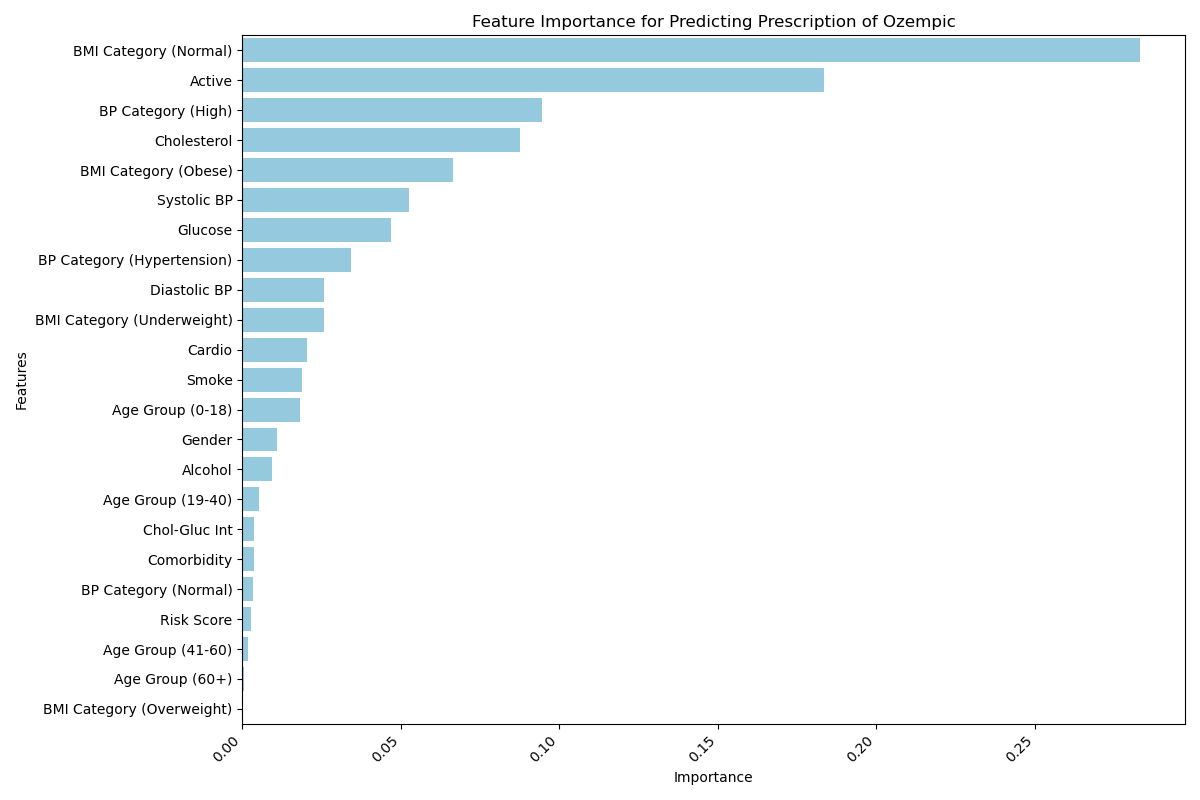 Feature Importance for Predicting Prescription of Ozempic
BMI Category (Normal)
Active
BP Category (High)
Cholesterol
BMI Category (Obese)
Systolic BP
Glucose
BP Category (Hypertension)
Diastolic BP
BMI Category (Underweight)
Cardio
Smoke
Age Group (0-18)
Gender
Alcohol
Age Group (19-40)
Chol-Gluc Int
Comorbidity
BP Category (Normal)
Risk Score
Age Group (41-60)
Age Group (60+)
BMI Category (Overweight)
Features
0.00
0.05
0.10
0.15
0.20
0.25
Importance